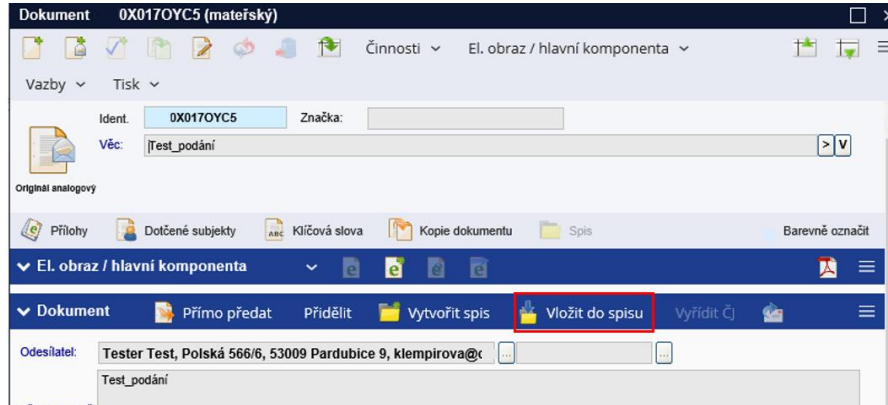 Dokument 0X017OYC5 (mateřský)
Činnosti El. obraz / hlavní komponenta
Vazby Tisk
Ident. 0X017OYC5 Značka:
Věc: Test_podání > V
Originál analogový
Přílohy Dotčené subjekty ABC Klíčová slova Kopie dokumentu Spis Barevně označit
El. obraz / hlavní komponenta
Dokument Přímo předat Přidělit Vytvořit spis Vložit do spisu Vyřídit ČJ
Odesílatel: Tester Test, Polská 566/6, 53009 Pardubice 9, klempirova@ ... ...
Test_podání